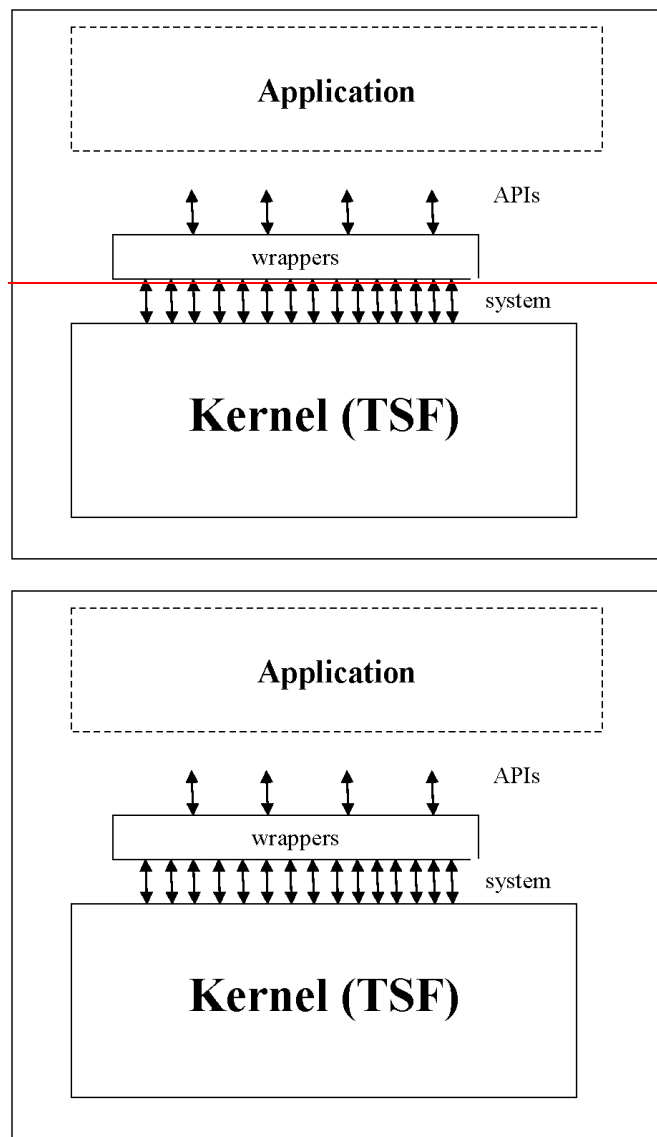 Application
APIs
wrappers
system
Kernel (TSF)
Application
APIs
wrappers
system
Kernel (TSF)